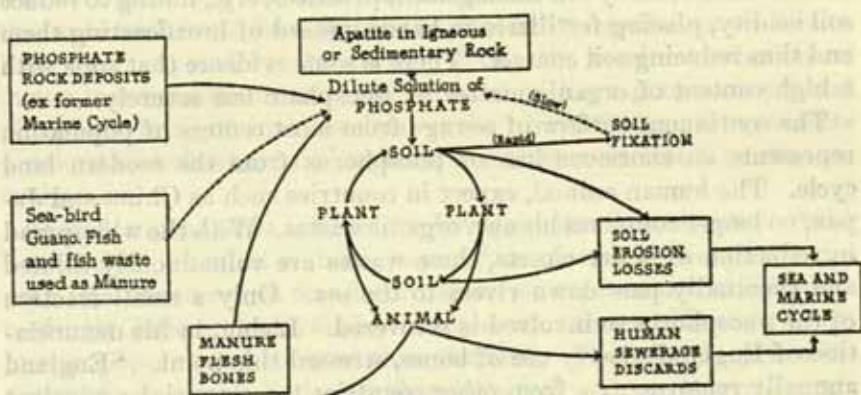 Apatite in Igneous
or Sedimentary Rock
PHOSPHATE
ROCK DEPOSITS
(ex former
Marine Cycle)
Dilute Solution of
PHOSPHATE
(Slow)
SOIL
(Rapid)
SOIL
FIXATION
PLANT PLANT
Sea-bird
Guano. Fish
and fish waste
used as Manure
SOIL
EROSION
LOSSES
SOIL
SEA AND
MARINE
CYCLE
ANIMAL
MANURE
FLESH
BONES
HUMAN
SEWERAGE
DISCARDS